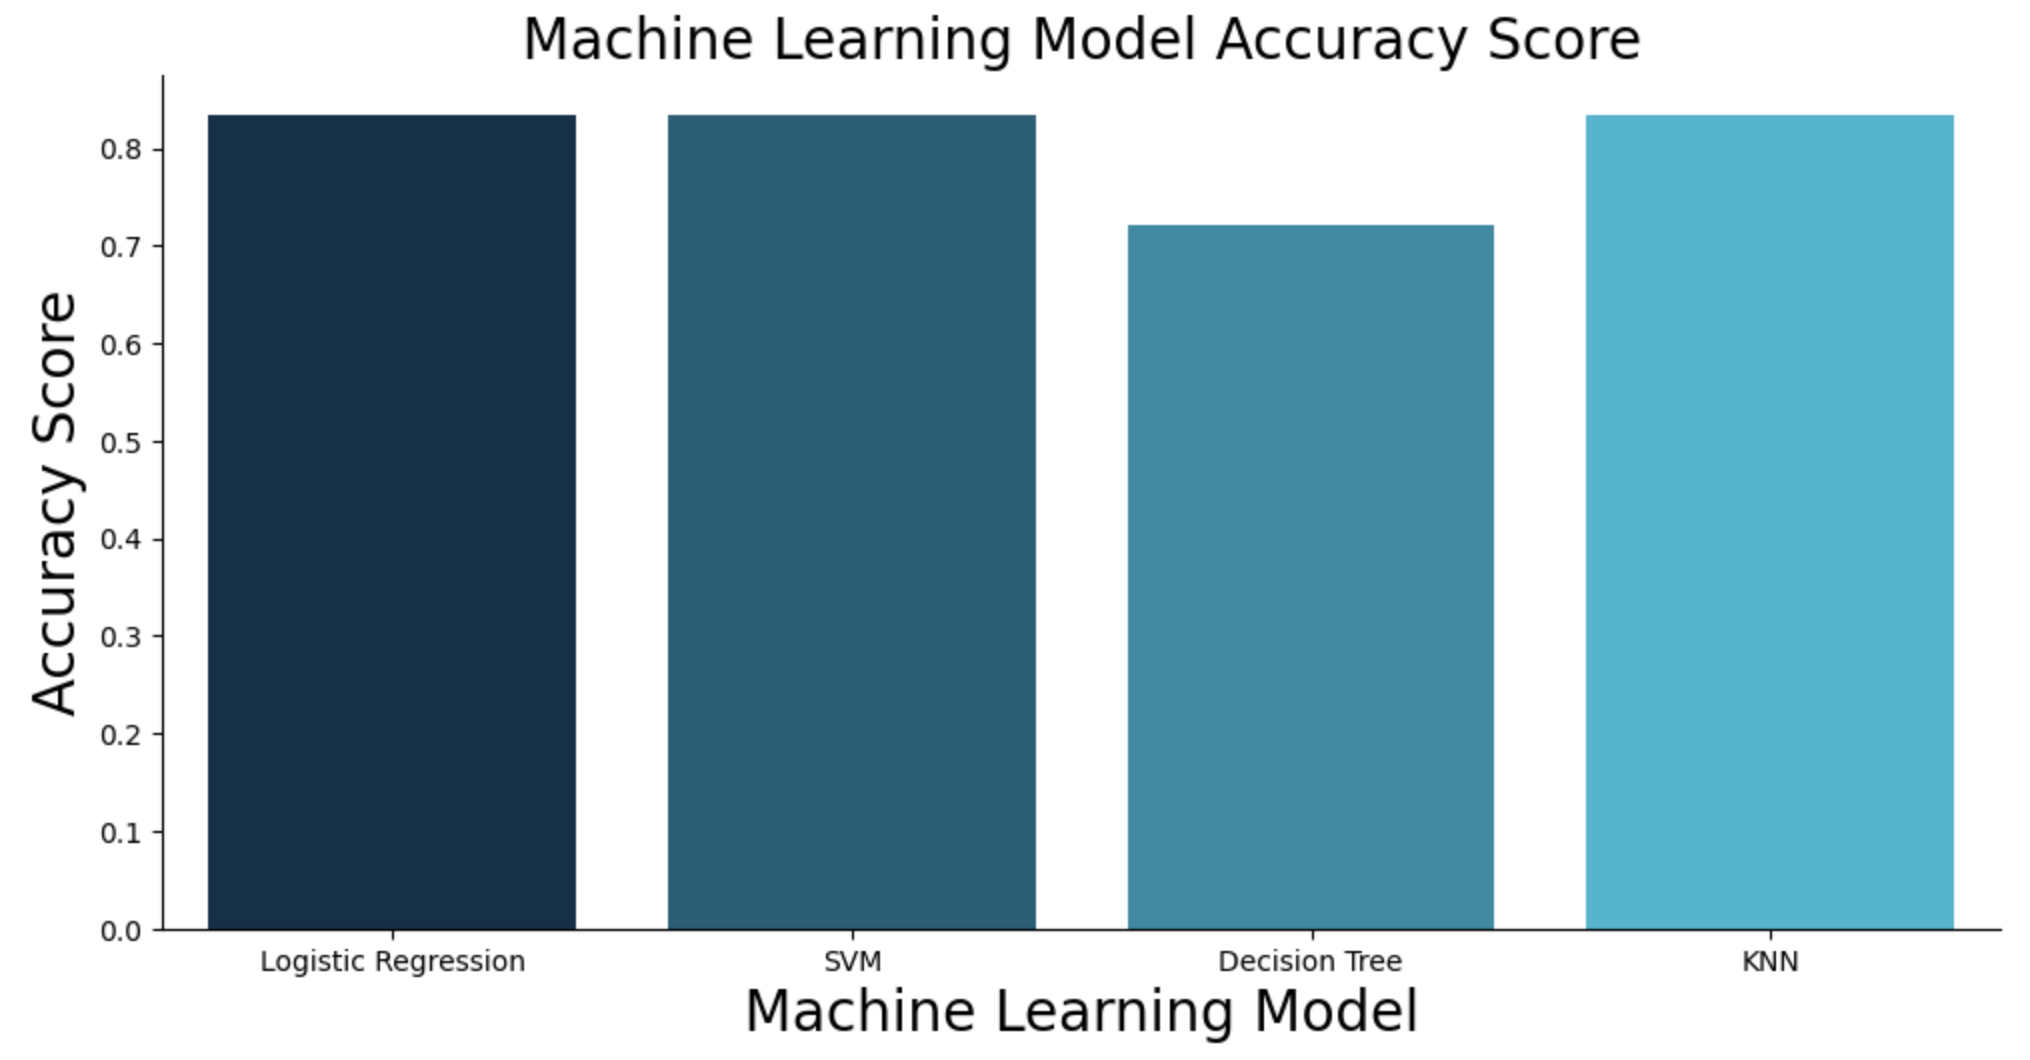 Machine Learning Model Accuracy Score
Accuracy Score
0.8
0.7
0.6
0.5
0.4
0.3
0.2
0.1
0.0
Logistic Regression SVM Decision Tree KNN
Machine Learning Model